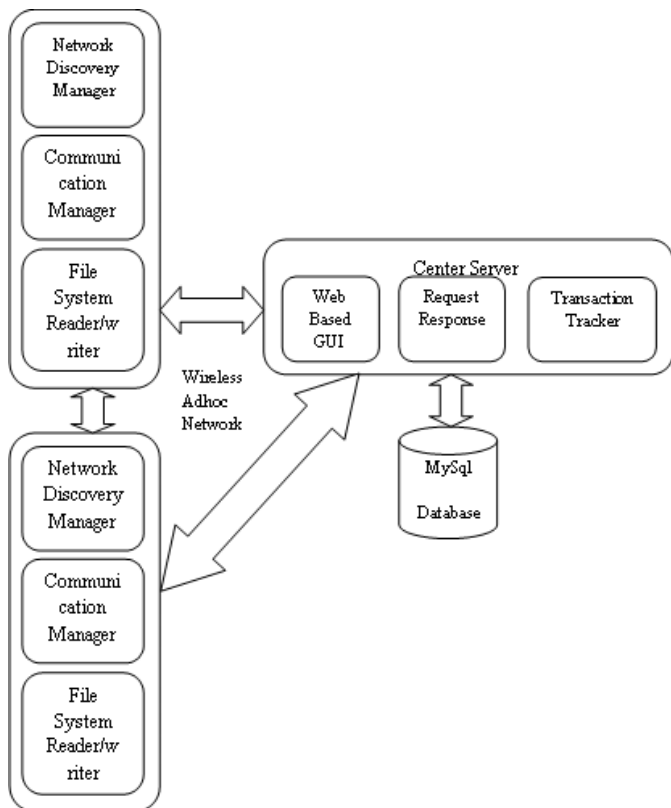 Network
Discovery
Manager
Communi
cation
Manager
File
System
Reader/w
riter
Center Server
Web
Based
GUI
Request
Response
Transaction
Tracker
Wireless
Adhoc
Network
MySql
Database
Network
Discovery
Manager
Communi
cation
Manager
File
System
Reader/w
riter